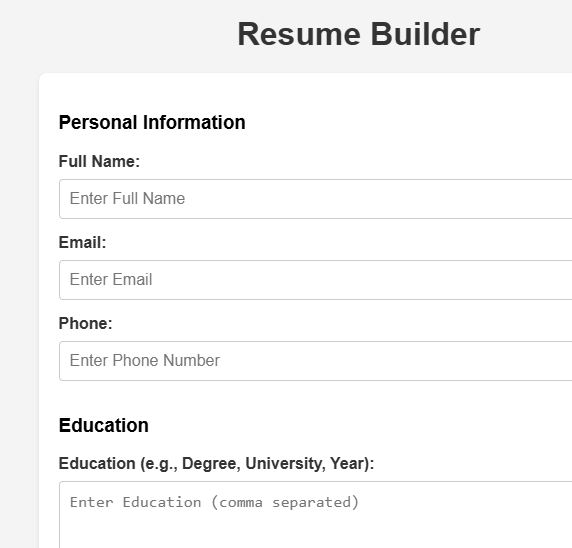 Resume Builder
Personal Information
Full Name:
Enter Full Name
Email:
Enter Email
Phone:
Enter Phone Number
Education
Education (e.g., Degree, University, Year):
Enter Education (comma separated)